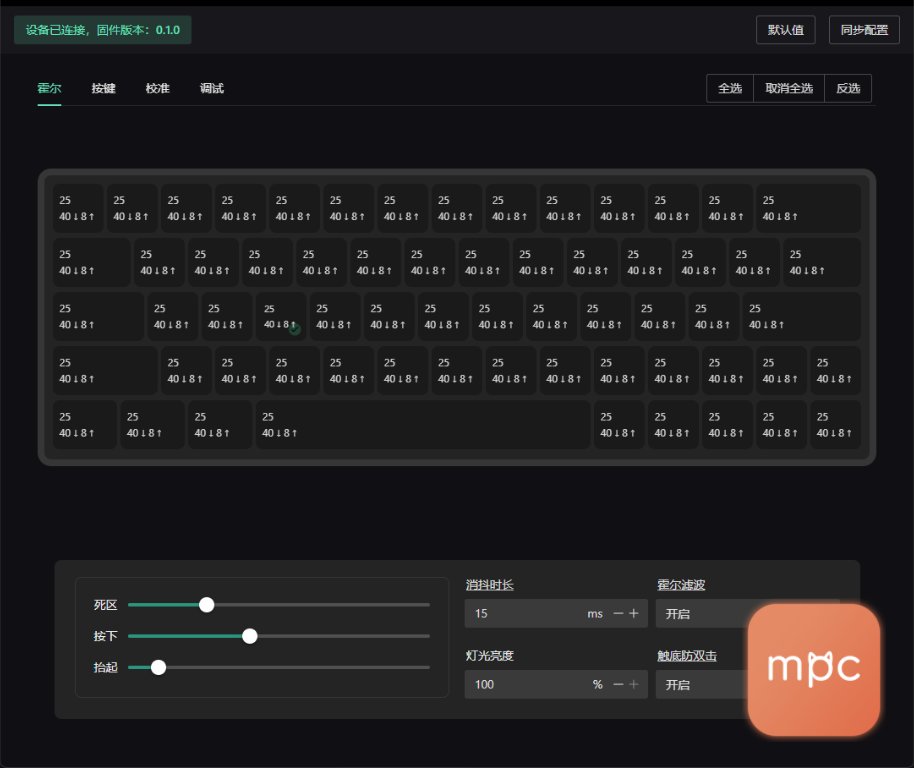 设备已连接，固件版本：0.1.0 默认值 同步配置
霍尔 按键 校准 调试 全选 取消全选 反选
25 25 25 25 25 25 25 25 25 25 25 25 25 25
40↓8↑ 40↓8↑ 40↓8↑ 40↓8↑ 40↓8↑ 40↓8↑ 40↓8↑ 40↓8↑ 40↓8↑ 40↓8↑ 40↓8↑ 40↓8↑ 40↓8↑ 40↓8↑
25 25 25 25 25 25 25 25 25 25 25 25 25 25
40↓8↑ 40↓8↑ 40↓8↑ 40↓8↑ 40↓8↑ 40↓8↑ 40↓8↑ 40↓8↑ 40↓8↑ 40↓8↑ 40↓8↑ 40↓8↑ 40↓8↑ 40↓8↑
25 25 25 25 25 25 25 25 25 25 25 25 25
40↓8↑ 40↓8↑ 40↓8↑ 40↓8↑ 40↓8↑ 40↓8↑ 40↓8↑ 40↓8↑ 40↓8↑ 40↓8↑ 40↓8↑ 40↓8↑ 40↓8↑
25 25 25 25 25 25 25 25 25 25 25 25 25 25
40↓8↑ 40↓8↑ 40↓8↑ 40↓8↑ 40↓8↑ 40↓8↑ 40↓8↑ 40↓8↑ 40↓8↑ 40↓8↑ 40↓8↑ 40↓8↑ 40↓8↑ 40↓8↑
25 25 25 25 25 25 25 25 25
40↓8↑ 40↓8↑ 40↓8↑ 40↓8↑ 40↓8↑ 40↓8↑ 40↓8↑ 40↓8↑ 40↓8↑
死区
按下
抬起
消抖时长 霍尔滤波
15 ms − + 开启
灯光亮度 触底防双击
100 % − + 开启
mpc